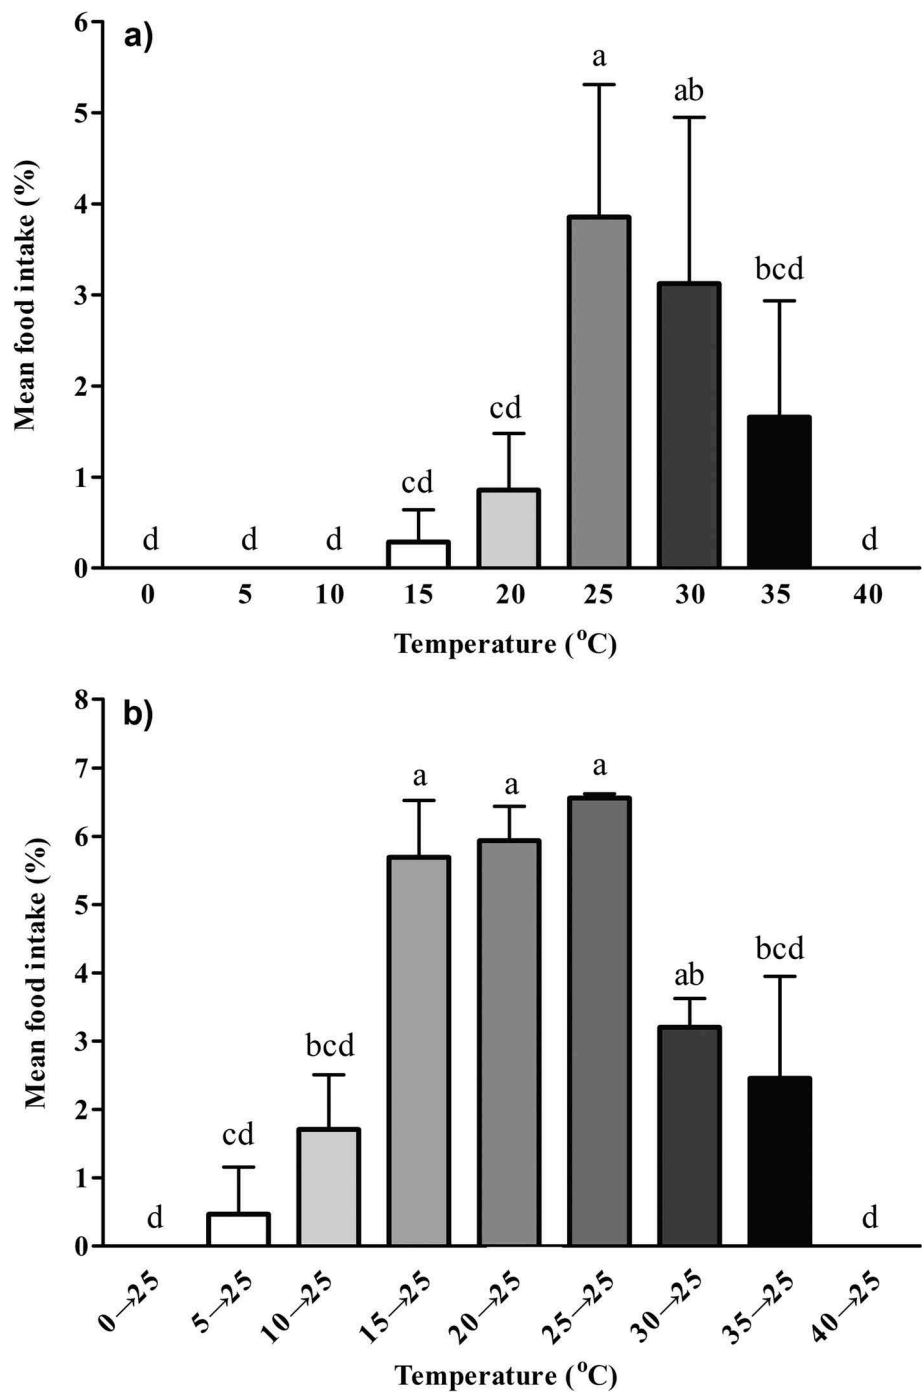 a)
Mean food intake (%)
6
5
4
3
2
1
0
d d d cd cd a ab bcd d
0 5 10 15 20 25 30 35 40
Temperature (°C)
b)
Mean food intake (%)
8
7
6
5
4
3
2
1
0
d cd bcd a a a ab bcd d
0→25 5→25 10→25 15→25 20→25 25→25 30→25 35→25 40→25
Temperature (°C)